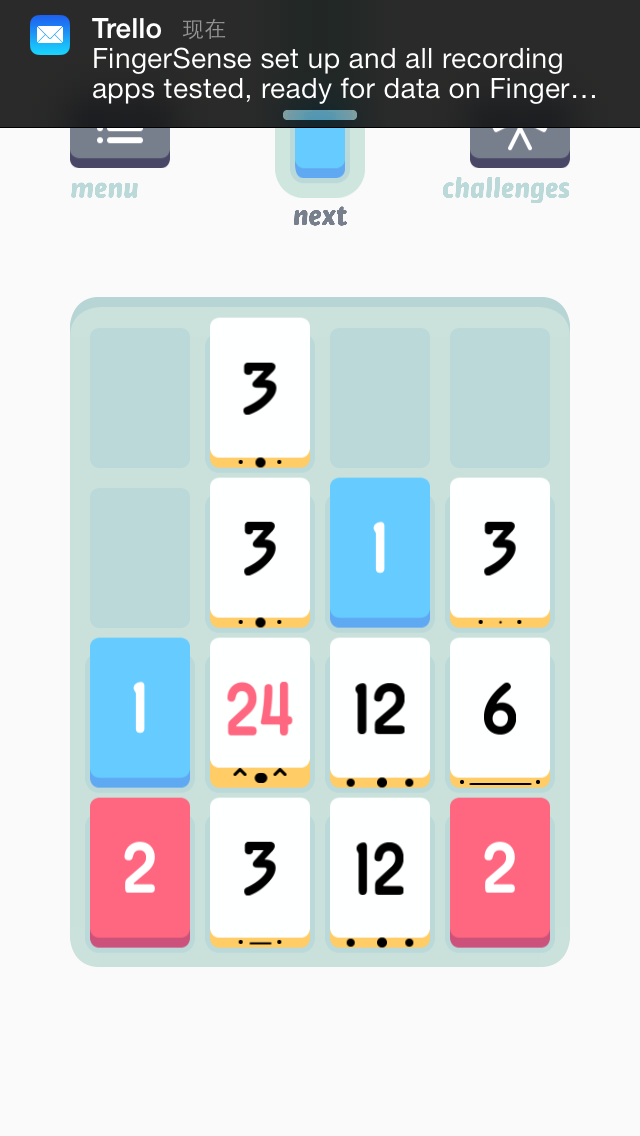 Trello 现在
FingerSense set up and all recording
apps tested, ready for data on Finger…
menu
next
challenges
3
3 1 3
1 24 12 6
2 3 12 2